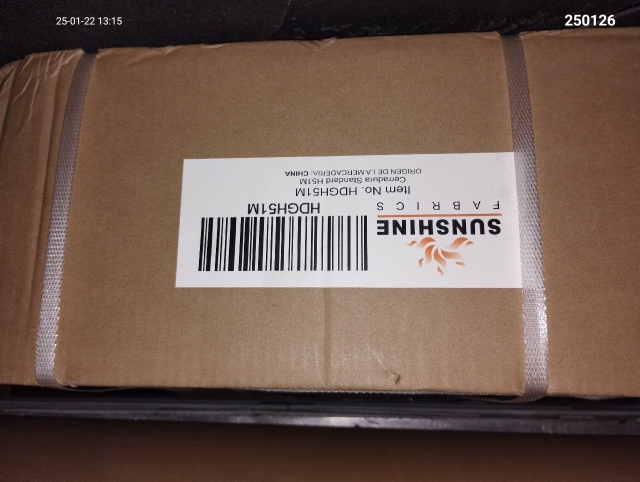 25-01-22 13:15
250126
SUNSHINE
FABRICS
HDGH51M
Item No. HDGH51M
Cerradura Standard H51M
ORIGEN DE LA MERCADERIA: CHINA